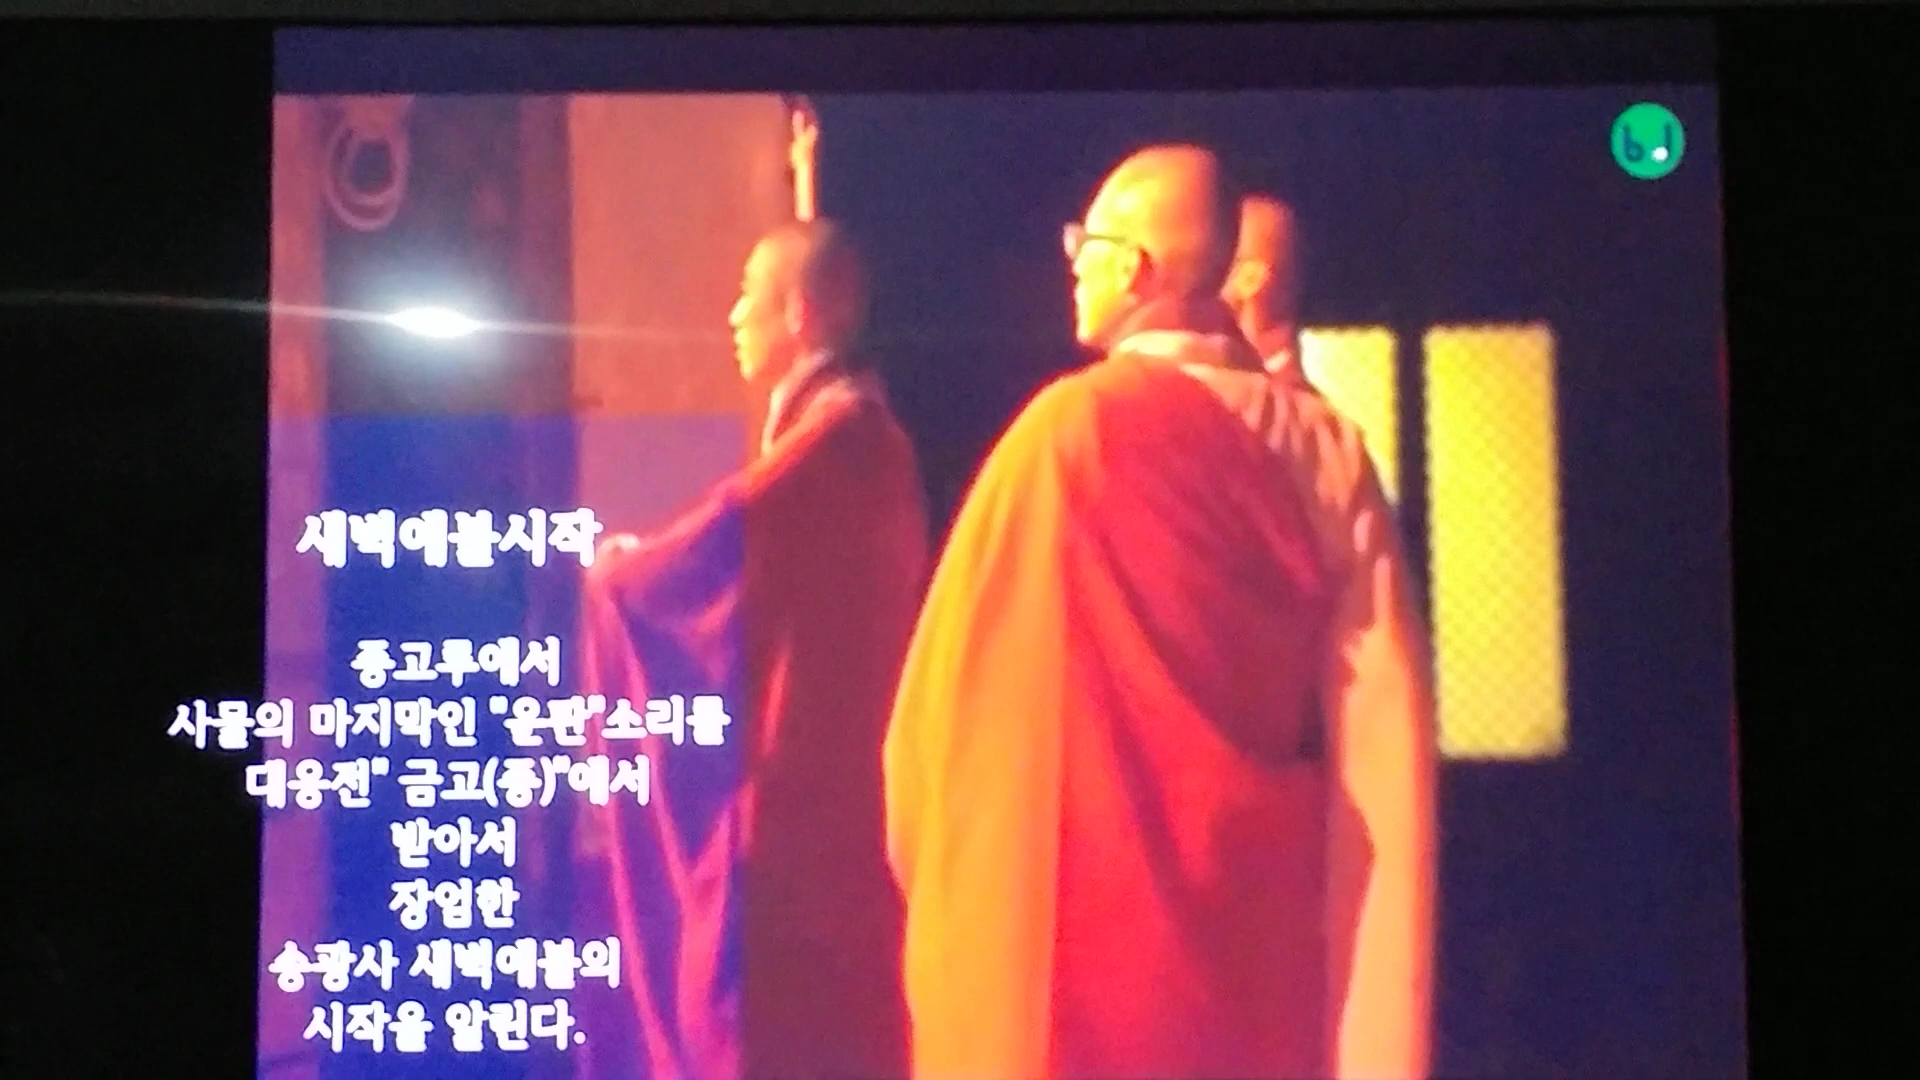 b.j
새벽예불시작
종고루에서
사물의 마지막인 "운판"소리를
대웅전" 금고(종)"에서
받아서
장엄한
송광사 새벽예불의
시작을 알린다.